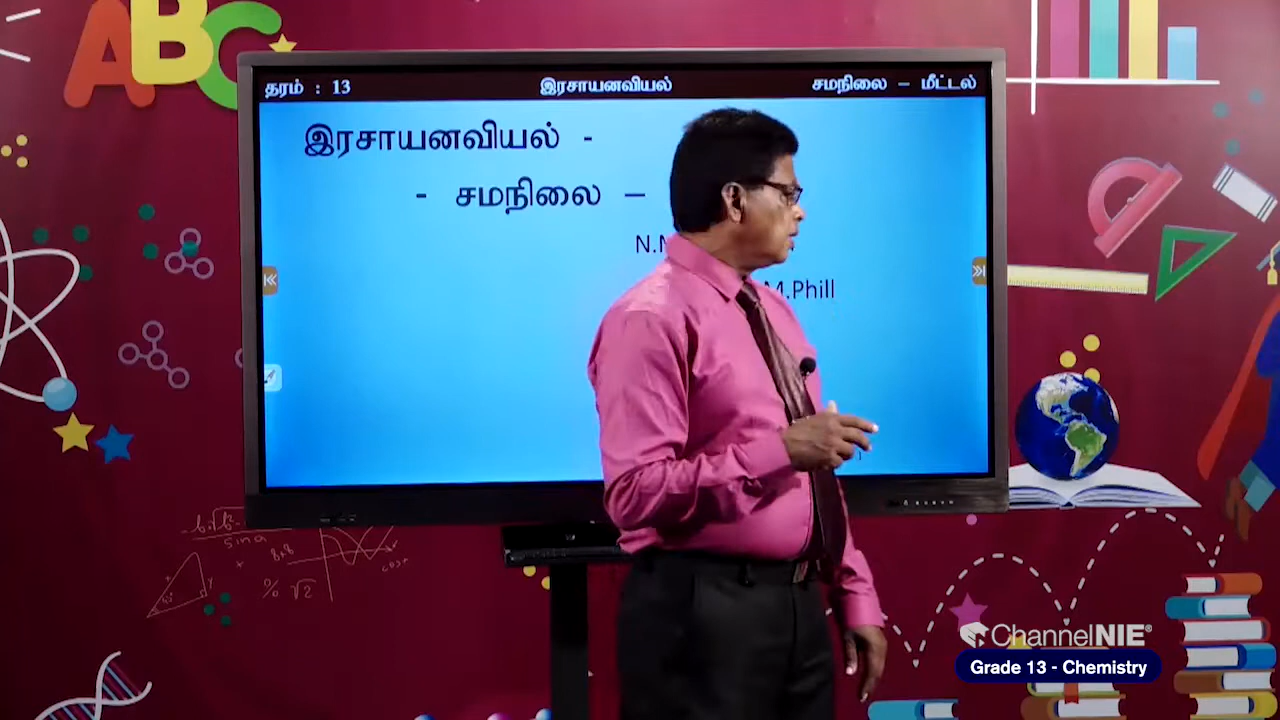 ABC
தரம் : 13 இரசாயனவியல் சமநிலை – மீட்டல்
இரசாயனவியல் -
- சமநிலை –
M.Phill
ChannelNIE®
Grade 13 - Chemistry